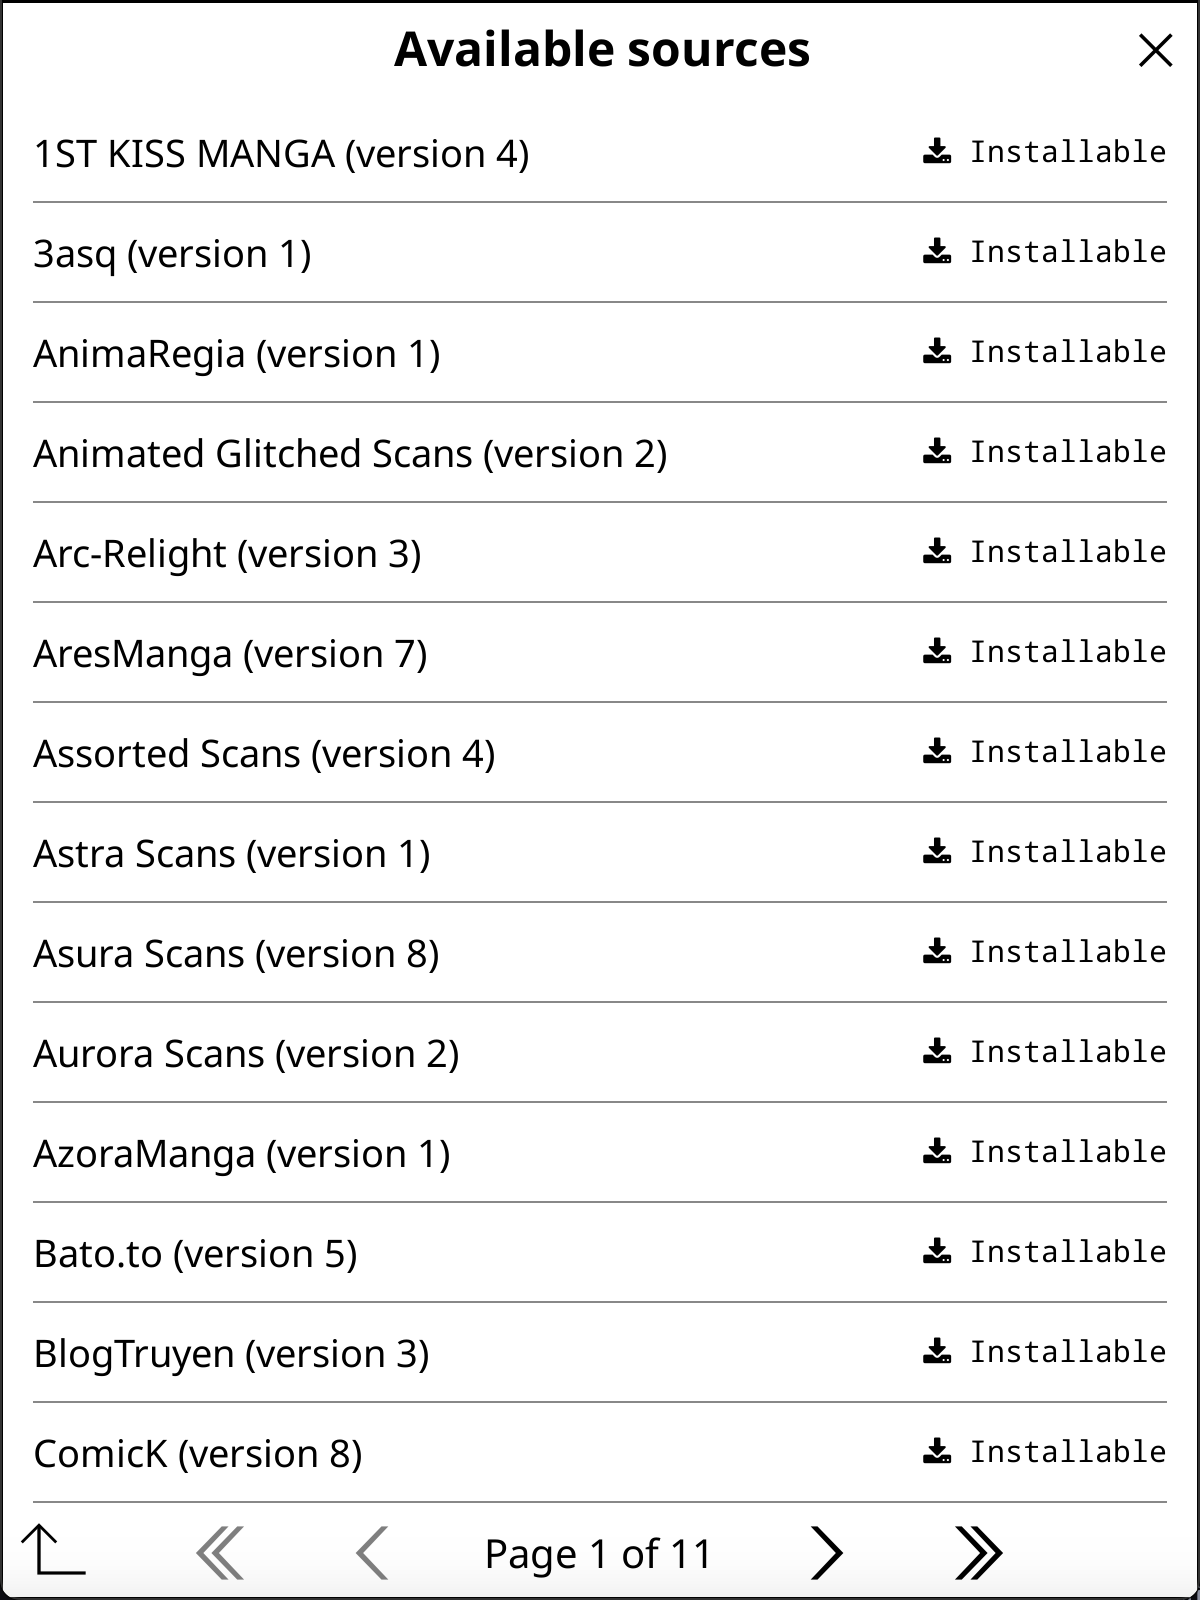 Available sources
1ST KISS MANGA (version 4) Installable
3asq (version 1) Installable
AnimaRegia (version 1) Installable
Animated Glitched Scans (version 2) Installable
Arc-Relight (version 3) Installable
AresManga (version 7) Installable
Assorted Scans (version 4) Installable
Astra Scans (version 1) Installable
Asura Scans (version 8) Installable
Aurora Scans (version 2) Installable
AzoraManga (version 1) Installable
Bato.to (version 5) Installable
BlogTruyen (version 3) Installable
ComicK (version 8) Installable
Page 1 of 11